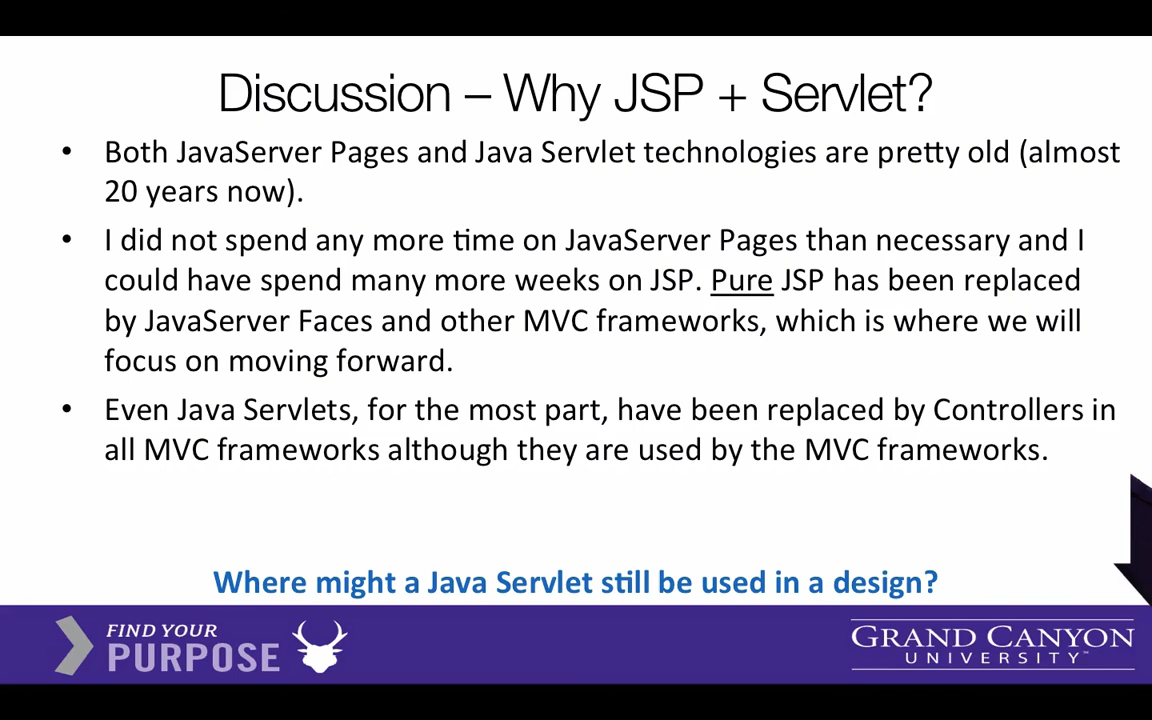 Discussion – Why JSP + Servlet?
• Both JavaServer Pages and Java Servlet technologies are pretty old (almost
20 years now).
• I did not spend any more time on JavaServer Pages than necessary and I
could have spend many more weeks on JSP. Pure JSP has been replaced
by JavaServer Faces and other MVC frameworks, which is where we will
focus on moving forward.
• Even Java Servlets, for the most part, have been replaced by Controllers in
all MVC frameworks although they are used by the MVC frameworks.
Where might a Java Servlet still be used in a design?
FIND YOUR
PURPOSE
GRAND CANYON
UNIVERSITY™